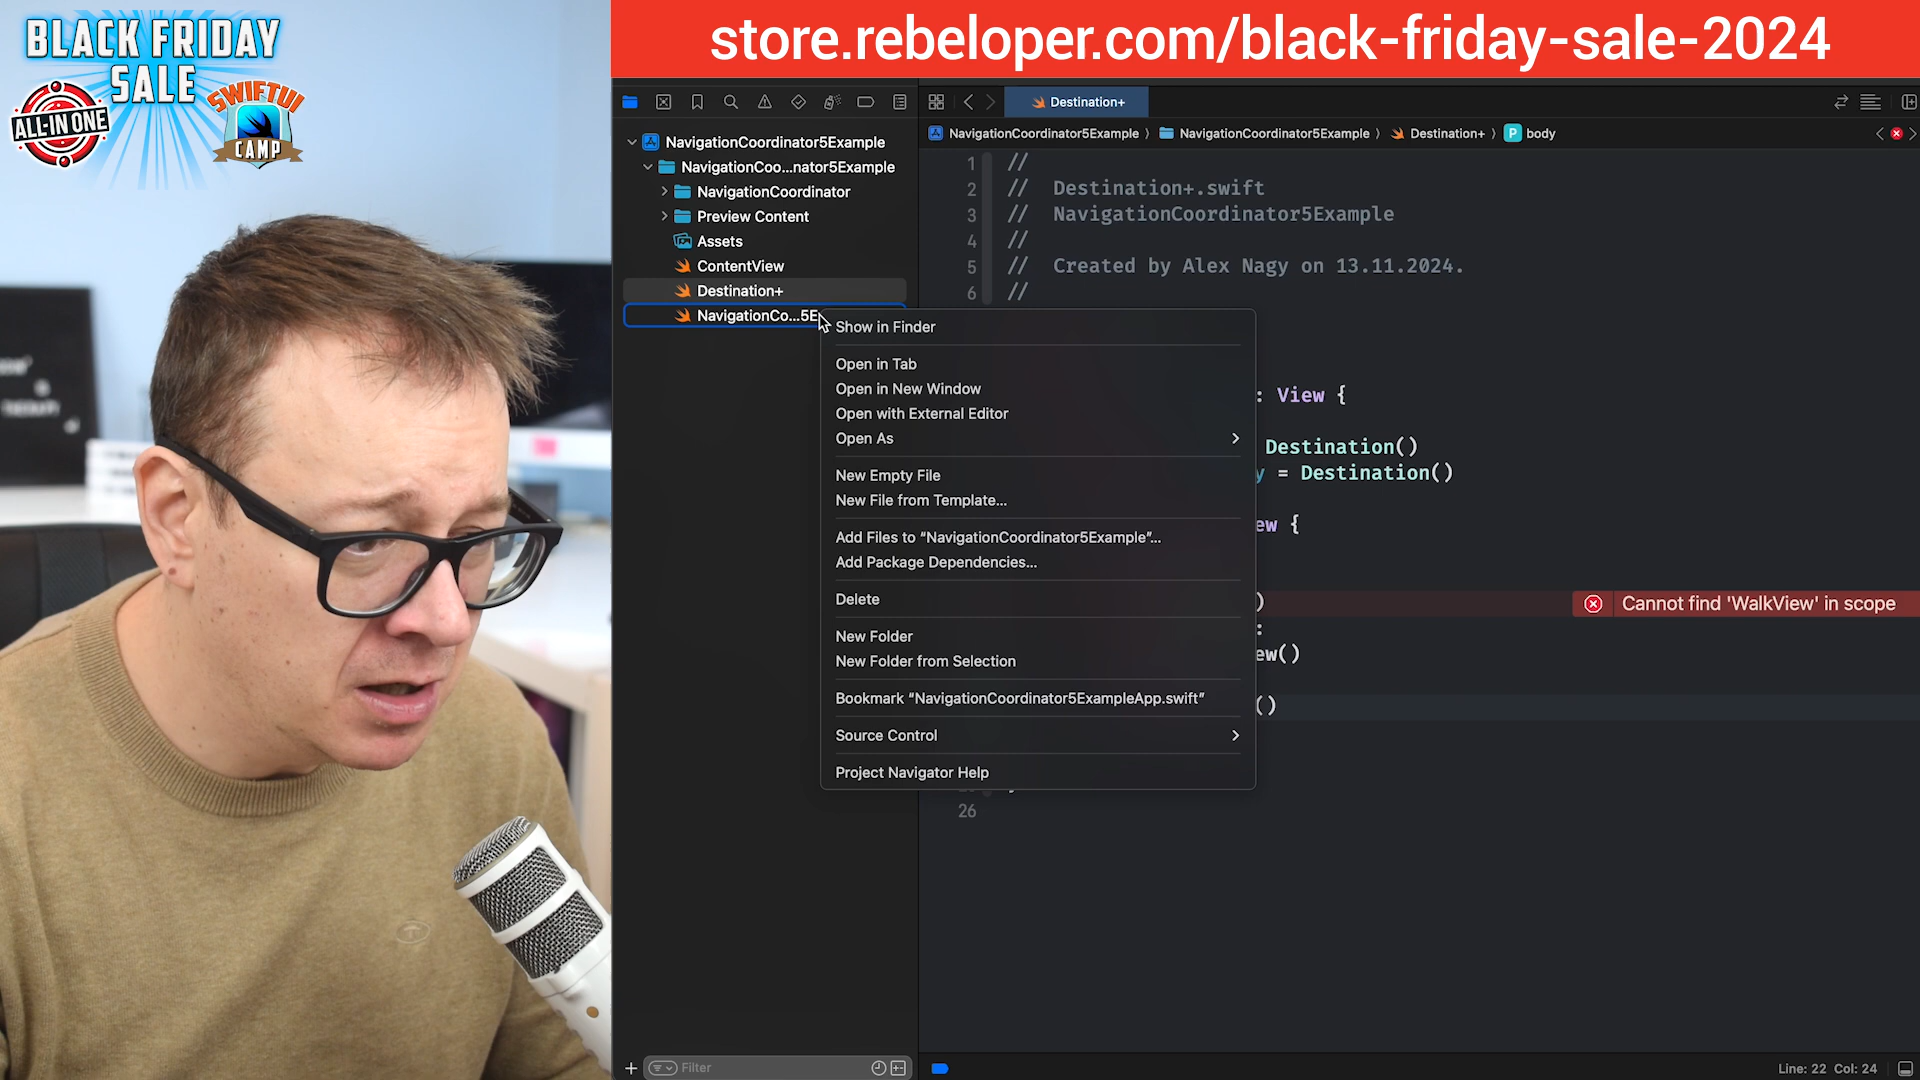 BLACK FRIDAY
SALE
ALL-IN ONE
SWIFTUI
CAMP
store.rebeloper.com/black-friday-sale-2024
Destination+
NavigationCoordinator5Example
NavigationCoordinator5Example
Destination+
body
NavigationCoordinator5Example
NavigationCoo...nator5Example
NavigationCoordinator
Preview Content
Assets
ContentView
Destination+
NavigationCo...5E
1 //
2 // Destination+.swift
3 // NavigationCoordinator5Example
4 //
5 // Created by Alex Nagy on 13.11.2024.
6 //
: View {
Destination()
y = Destination()
ew {
)
Cannot find 'WalkView' in scope
:
ew()
()
26
Show in Finder
Open in Tab
Open in New Window
Open with External Editor
Open As
New Empty File
New File from Template...
Add Files to “NavigationCoordinator5Example”...
Add Package Dependencies...
Delete
New Folder
New Folder from Selection
Bookmark “NavigationCoordinator5ExampleApp.swift”
Source Control
Project Navigator Help
Filter
Line: 22 Col: 24